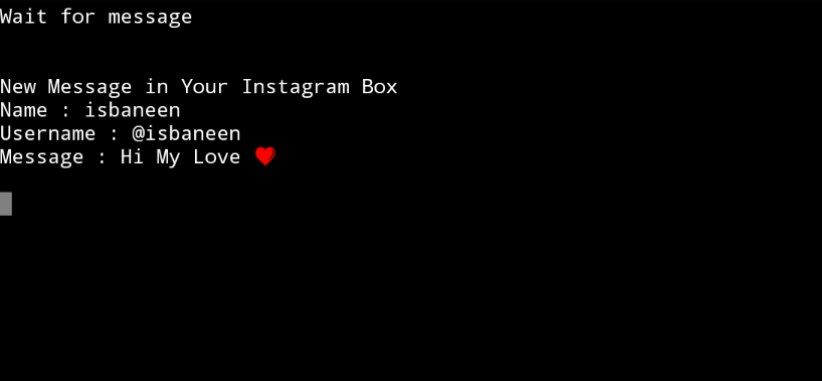 Wait for message
New Message in Your Instagram Box
Name : isbaneen
Username : @isbaneen
Message : Hi My Love ♥